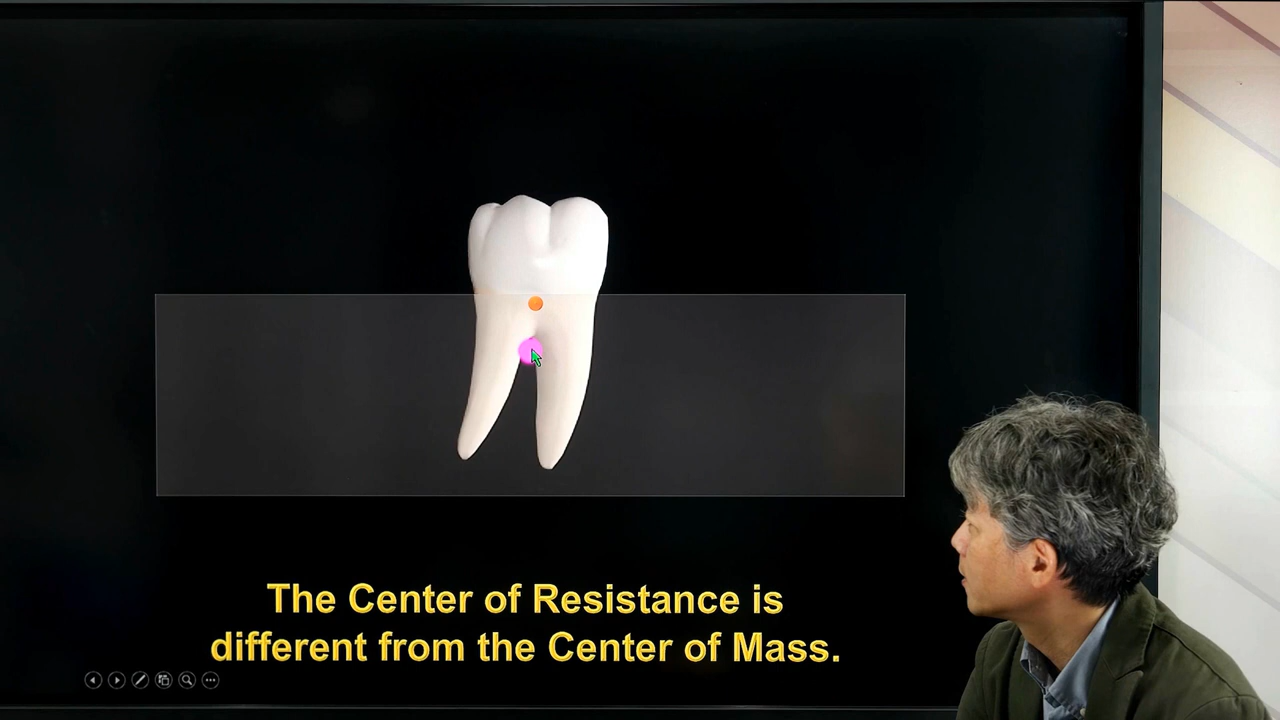 The Center of Resistance is
different from the Center of Mass.